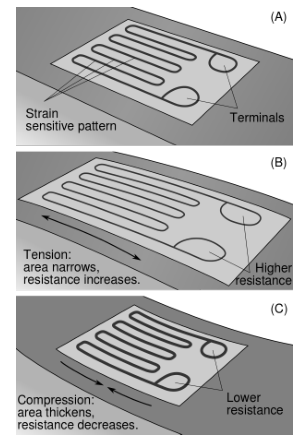 (A)
Strain
sensitive pattern
Terminals
(B)
Tension:
area narrows,
resistance increases.
Higher
resistance
(C)
Compression:
area thickens,
resistance decreases.
Lower
resistance